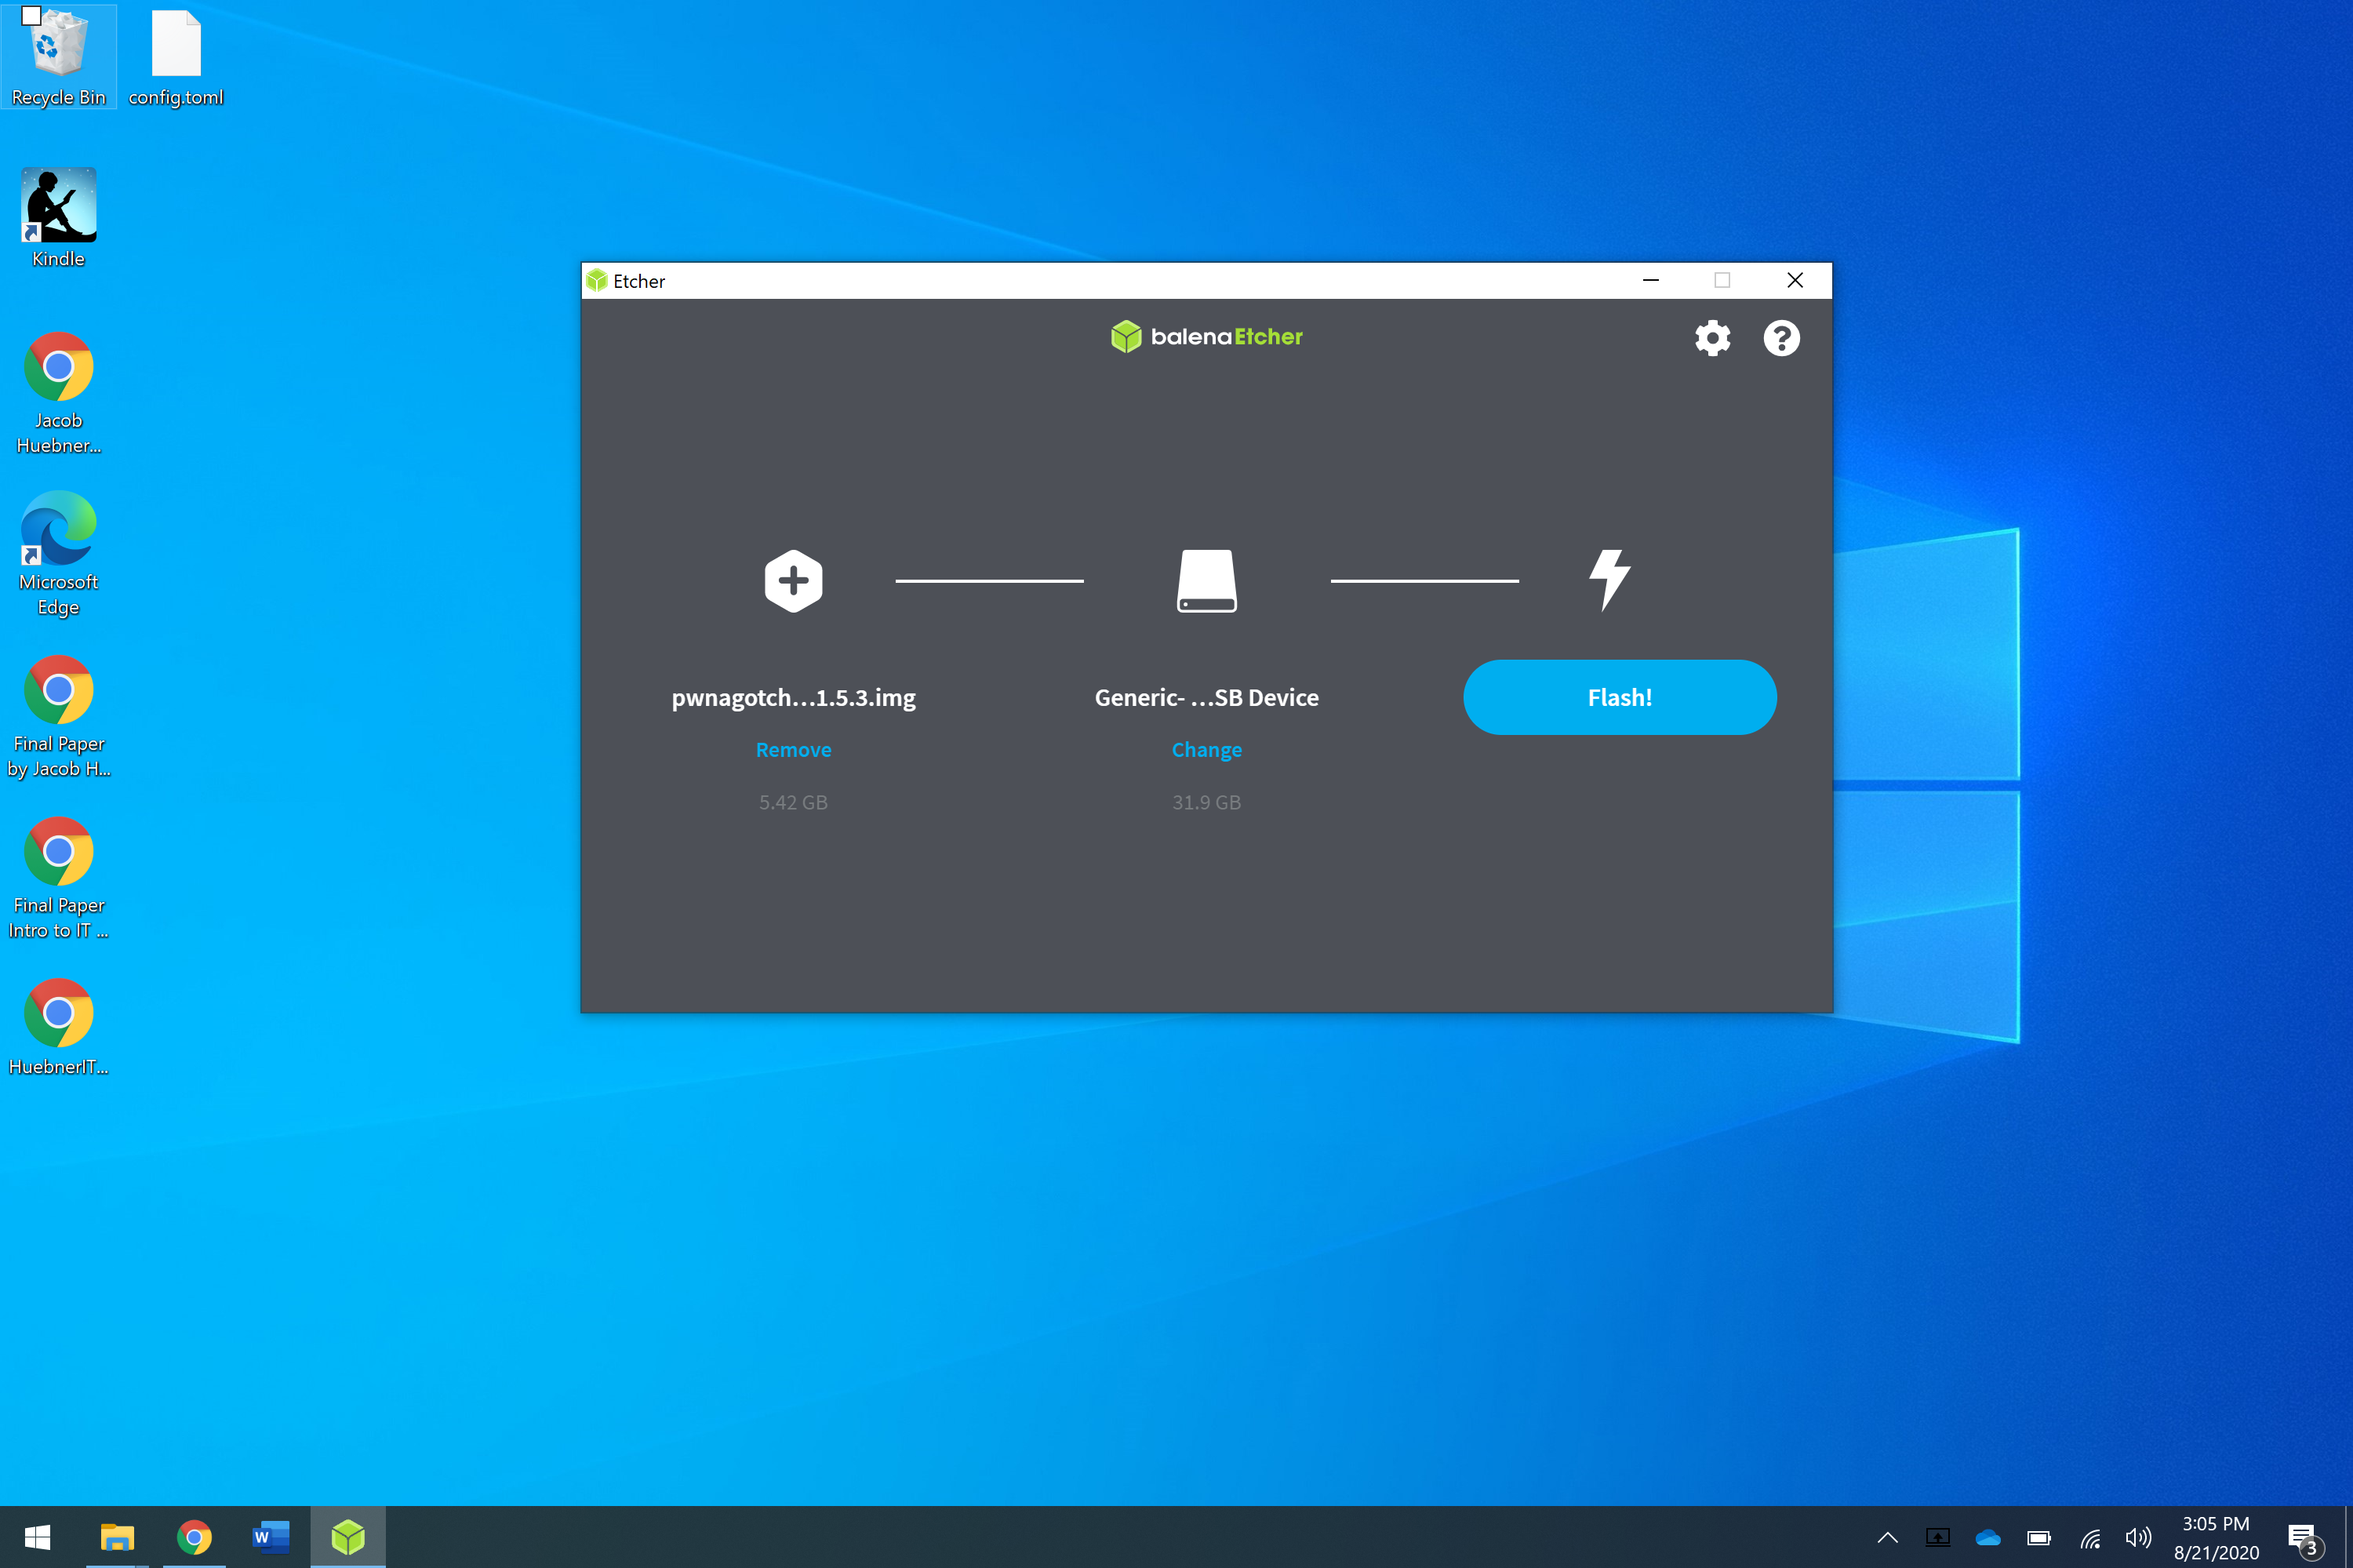 Recycle Bin
config.toml
Kindle
Jacob
Huebner...
Microsoft
Edge
Final Paper
by Jacob H...
Final Paper
Intro to IT ...
HuebnerIT...
Etcher
balenaEtcher
pwnagotch...1.5.3.img
Remove
5.42 GB
Generic- ...SB Device
Change
31.9 GB
Flash!
W
3:05 PM
8/21/2020
3